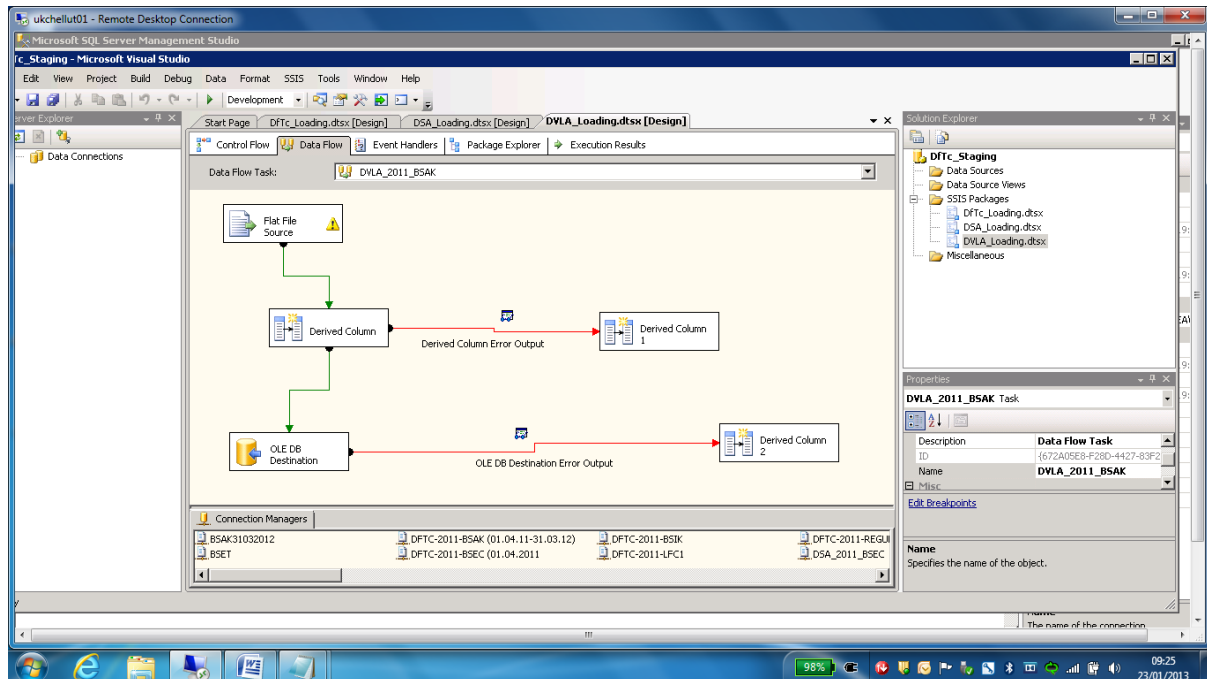 ukchellut01 - Remote Desktop Connection
Microsoft SQL Server Management Studio
Tc_Staging - Microsoft Visual Studio
Edit View Project Build Debug Data Format SSIS Tools Window Help
Development
erver Explorer
Data Connections
Start Page DfTc_Loading.dtsx [Design] DSA_Loading.dtsx [Design] DVLA_Loading.dtsx [Design]
Control Flow Data Flow Event Handlers Package Explorer Execution Results
Data Flow Task: DVLA_2011_BSAK
Flat File
Source
Derived Column
Derived Column Error Output
Derived Column
1
OLE DB
Destination
OLE DB Destination Error Output
Derived Column
2
Connection Managers
BSAK31032012 DFTC-2011-BSAK (01.04.11-31.03.12) DFTC-2011-BSIK DFTC-2011-REGU
BSET DFTC-2011-BSEC (01.04.2011 DFTC-2011-LFC1 DSA_2011_BSEC
Solution Explorer
DfTc_Staging
Data Sources
Data Source Views
SSIS Packages
DfTc_Loading.dtsx
DSA_Loading.dtsx
DVLA_Loading.dtsx
Miscellaneous
Properties
DVLA_2011_BSAK Task
Description Data Flow Task
ID {672A05E8-F28D-4427-83F2
Name DVLA_2011_BSAK
Misc
Edit Breakpoints
Name
Specifies the name of the object.
The name of the connection
98%
09:25
23/01/2013